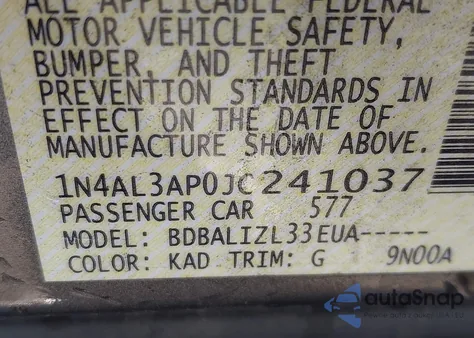 ALL APPLICABLE FEDERAL
MOTOR VEHICLE SAFETY,
BUMPER, AND THEFT
PREVENTION STANDARDS IN
EFFECT ON THE DATE OF
MANUFACTURE SHOWN ABOVE.
1N4AL3AP0JC241037
PASSENGER CAR 577
MODEL: BDBALIZL33EUA-----
COLOR: KAD TRIM: G 9N00A
autoSnap